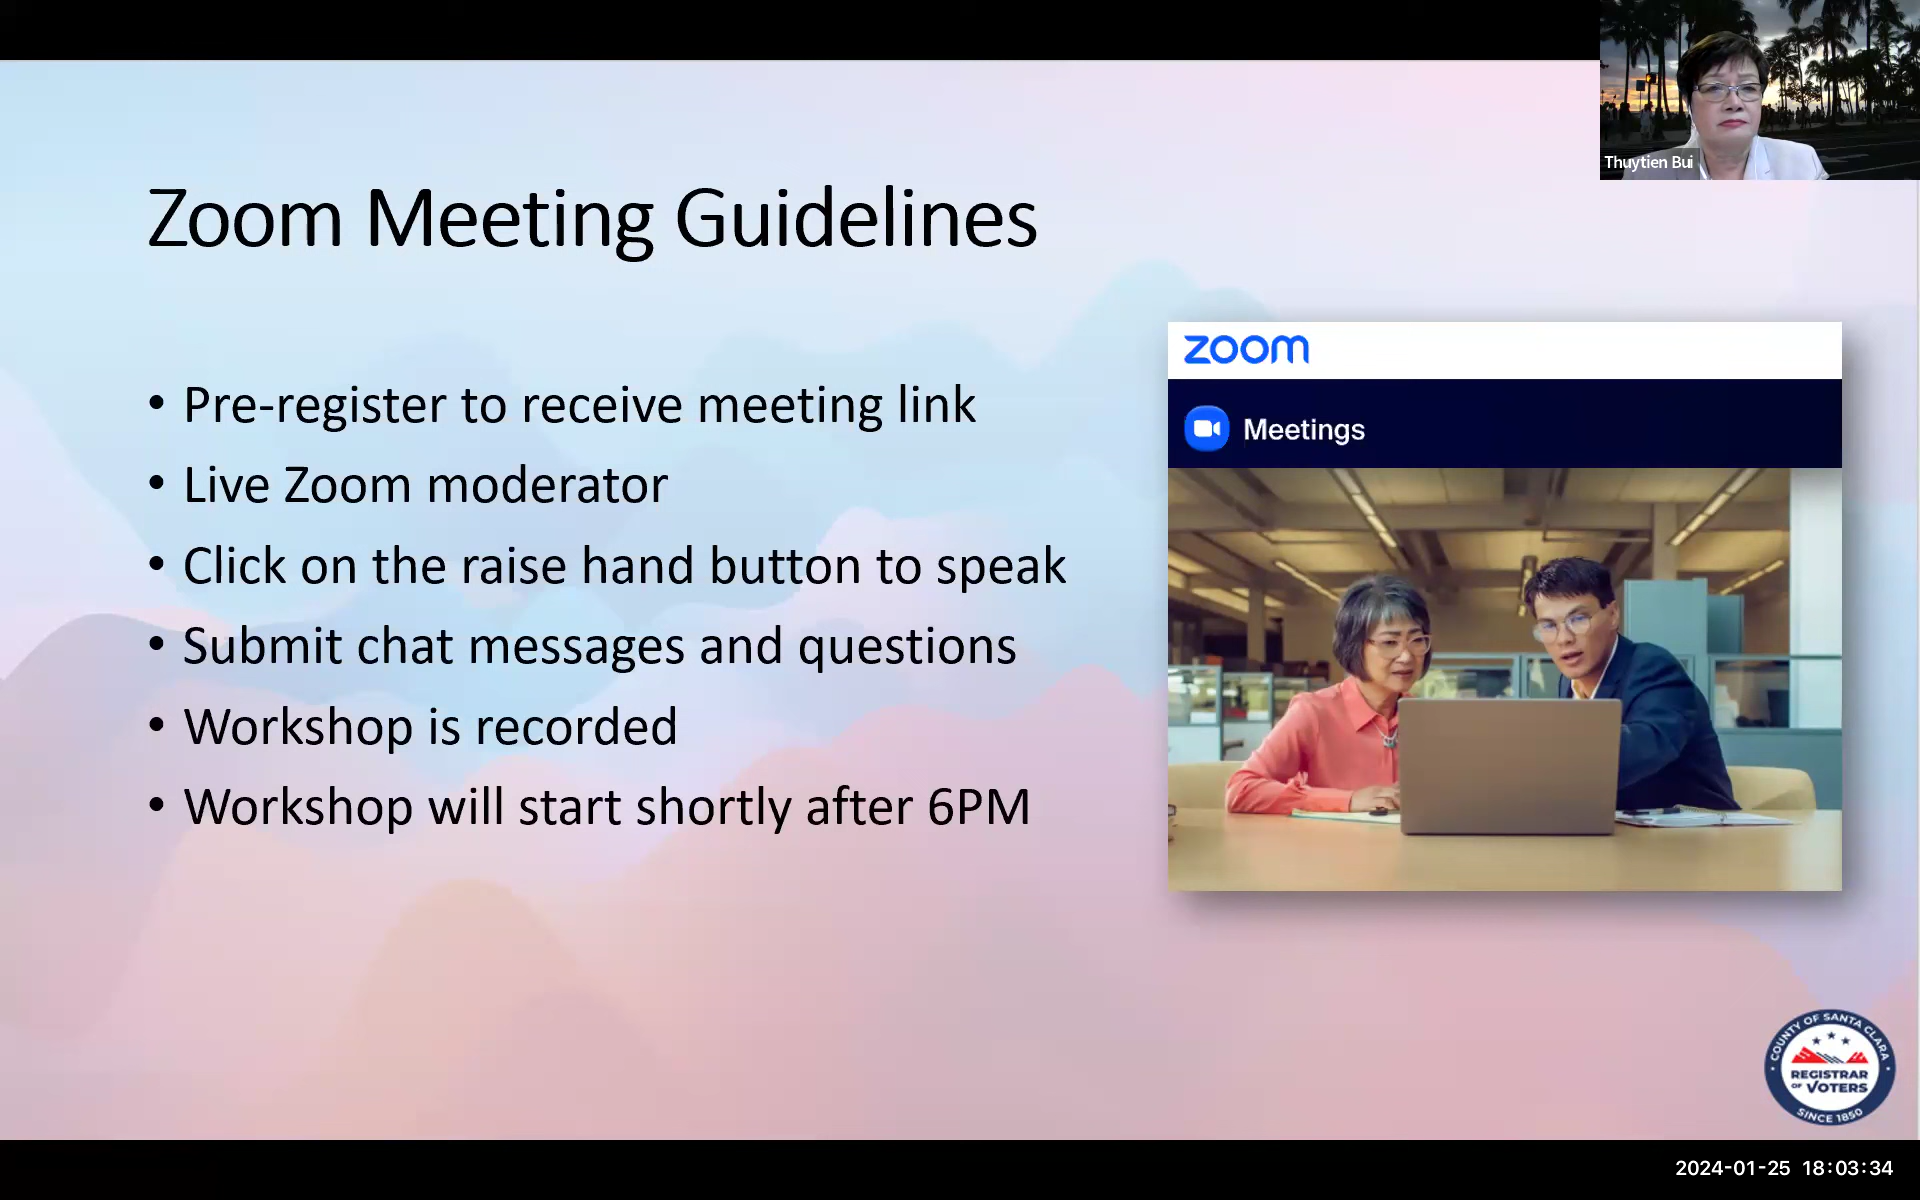 Thuytien Bui
Zoom Meeting Guidelines
• Pre-register to receive meeting link
• Live Zoom moderator
• Click on the raise hand button to speak
• Submit chat messages and questions
• Workshop is recorded
• Workshop will start shortly after 6PM
zoom
Meetings
COUNTY OF SANTA CLARA
REGISTRAR
OF VOTERS
SINCE 1850
2024-01-25 18:03:34